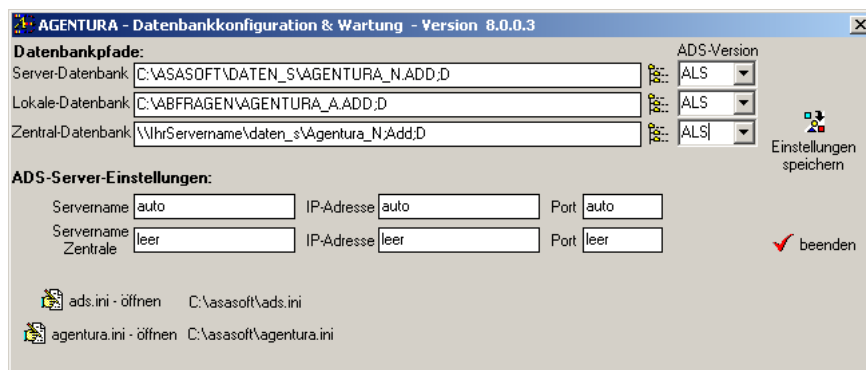 AGENTURA - Datenbankkonfiguration & Wartung - Version 8.0.0.3
Datenbankpfade: ADS-Version
Server-Datenbank C:\ASASOFT\DATEN_S\AGENTURA_N.ADD;D ALS
Lokale-Datenbank C:\ABFRAGEN\AGENTURA_A.ADD;D ALS
Zentral-Datenbank \\IhrServername\daten_s\Agentura_N;Add;D ALS
Einstellungen
speichern
ADS-Server-Einstellungen:
Servername auto IP-Adresse auto Port auto
Servername
Zentrale leer IP-Adresse leer Port leer
beenden
ads.ini - öffnen C:\asasoft\ads.ini
agentura.ini - öffnen C:\asasoft\agentura.ini